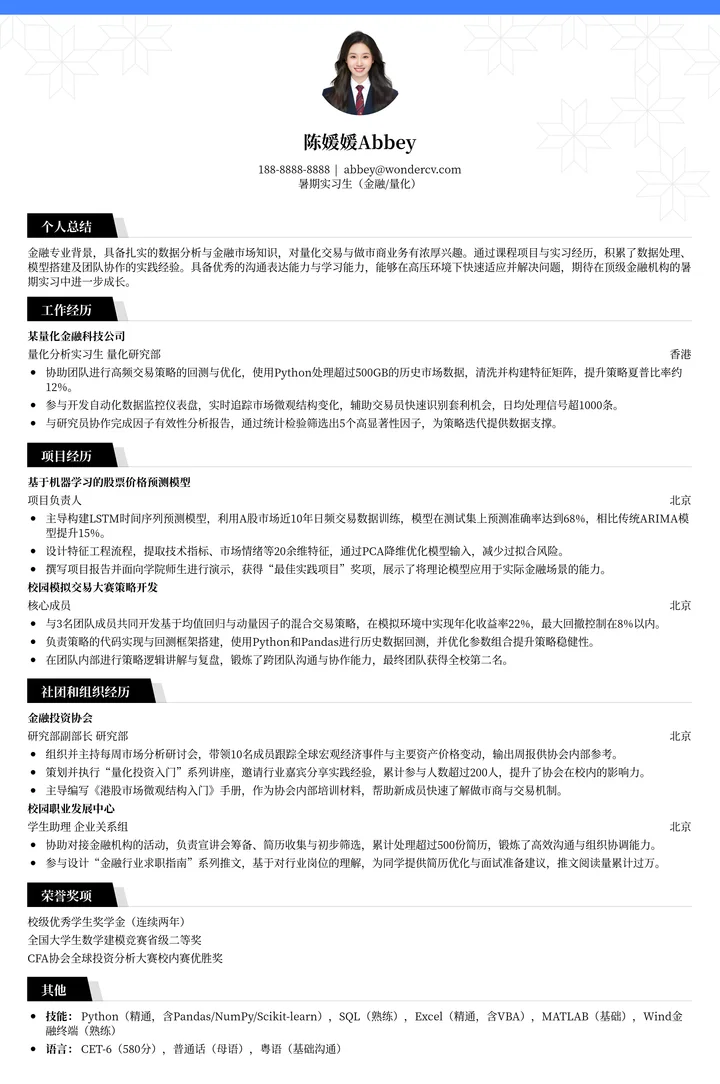 陈媛媛Abbey
188-8888-8888 | abbey@wondercv.com
暑期实习生（金融/量化）
个人总结
金融专业背景，具备扎实的数据分析与金融市场知识，对量化交易与做市商业务有浓厚兴趣。通过课程项目与实习经历，积累了数据处理、
模型搭建及团队协作的实践经验。具备优秀的沟通表达能力与学习能力，能够在高压环境下快速适应并解决问题，期待在顶级金融机构的暑
期实习中进一步成长。
工作经历
某量化金融科技公司
量化分析实习生 量化研究部 香港
• 协助团队进行高频交易策略的回测与优化，使用Python处理超过500GB的历史市场数据，清洗并构建特征矩阵，提升策略夏普比率约
12%。
• 参与开发自动化数据监控仪表盘，实时追踪市场微观结构变化，辅助交易员快速识别套利机会，日均处理信号超1000条。
• 与研究员协作完成因子有效性分析报告，通过统计检验筛选出5个高显著性因子，为策略迭代提供数据支撑。
项目经历
基于机器学习的股票价格预测模型
项目负责人 北京
• 主导构建LSTM时间序列预测模型，利用A股市场近10年日频交易数据训练，模型在测试集上预测准确率达到68%，相比传统ARIMA模
型提升15%。
• 设计特征工程流程，提取技术指标、市场情绪等20余维特征，通过PCA降维优化模型输入，减少过拟合风险。
• 撰写项目报告并面向学院师生进行演示，获得“最佳实践项目”奖项，展示了将理论模型应用于实际金融场景的能力。
校园模拟交易大赛策略开发
核心成员 北京
• 与3名团队成员共同开发基于均值回归与动量因子的混合交易策略，在模拟环境中实现年化收益率22%，最大回撤控制在8%以内。
• 负责策略的代码实现与回测框架搭建，使用Python和Pandas进行历史数据回测，并优化参数组合提升策略稳健性。
• 在团队内部进行策略逻辑讲解与复盘，锻炼了跨团队沟通与协作能力，最终团队获得全校第二名。
社团和组织经历
金融投资协会
研究部副部长 研究部 北京
• 组织并主持每周市场分析研讨会，带领10名成员跟踪全球宏观经济事件与主要资产价格变动，输出周报供协会内部参考。
• 策划并执行“量化投资入门”系列讲座，邀请行业嘉宾分享实践经验，累计参与人数超过200人，提升了协会在校内的影响力。
• 主导编写《港股市场微观结构入门》手册，作为协会内部培训材料，帮助新成员快速了解做市商与交易机制。
校园职业发展中心
学生助理 企业关系组 北京
• 协助对接金融机构的活动，负责宣讲会筹备、简历收集与初步筛选，累计处理超过500份简历，锻炼了高效沟通与组织协调能力。
• 参与设计“金融行业求职指南”系列推文，基于对行业岗位的理解，为同学提供简历优化与面试准备建议，推文阅读量累计过万。
荣誉奖项
校级优秀学生奖学金（连续两年）
全国大学生数学建模竞赛省级二等奖
CFA协会全球投资分析大赛校内赛优胜奖
其他
• 技能： Python（精通，含Pandas/NumPy/Scikit-learn），SQL（熟练），Excel（精通，含VBA），MATLAB（基础），Wind金
融终端（熟练）
• 语言： CET-6（580分），普通话（母语），粤语（基础沟通）